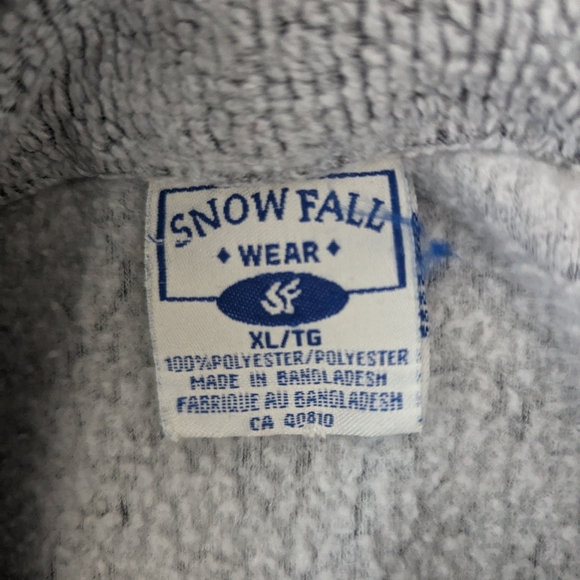 SNOW FALL
♦ WEAR ♦
SF
XL/TG
100%POLYESTER/POLYESTER
MADE IN BANGLADESH
FABRIQUE AU BANGLADESH
CA 40810